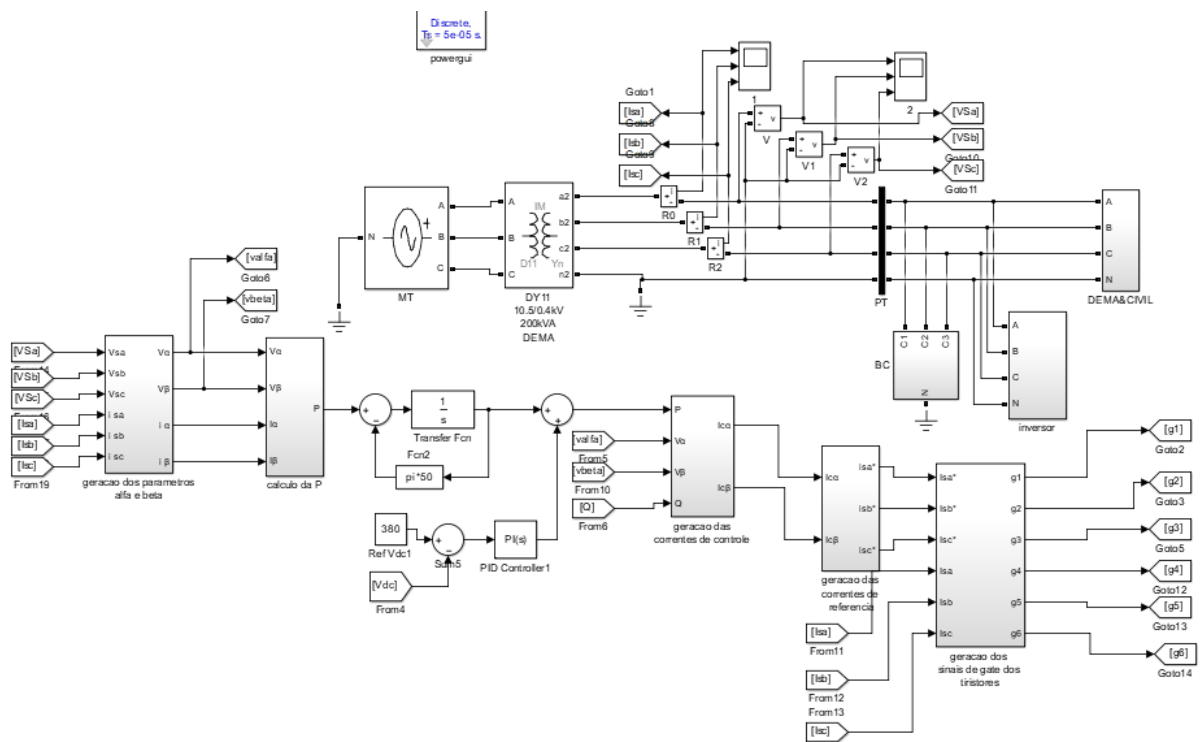 Discrete,
Ts = 5e-05 s.
powergui
Goto1
[Isa]
[Isb]
[Isc]
1
2
V
V1
V2
[VSa]
[VSb]
Goto10
[VSc]
Goto11
R0
R1
R2
N
A
B
C
MT
A
B
C
IM
D11
Yn
a2
b2
c2
n2
DY11
10.5/0.4kV
200kVA
DEMA
PT
A
B
C
N
DEMA&CIVIL
C1
C2
C3
N
BC
A
B
C
N
inversor
[valfa]
Goto6
[vbeta]
Goto7
[VSa]
[VSb]
[VSc]
[Isa]
[Isb]
[Isc]
From19
Vsa
Vsb
Vsc
i sa
i sb
i sc
Vα
Vβ
i α
i β
geracao dos parametros
alfa e beta
Vα
Vβ
Iα
Iβ
P
calculo da P
1
s
Transfer Fcn
Fcn2
pi*50
380
Ref Vdc1
Sum5
[Vdc]
From4
PI(s)
PID Controller1
[valfa]
From5
[vbeta]
From10
[Q]
From6
P
Vα
Vβ
Q
Icα
Icβ
geracao das
correntes de controle
Icα
Icβ
Isa*
Isb*
Isc*
geracao das
correntes de
referencia
[Isa]
From11
[Isb]
From12
From13
[Isc]
Isa*
Isb*
Isc*
Isa
Isb
Isc
g1
g2
g3
g4
g5
g6
geracao dos
sinais de gate dos
tiristores
[g1]
Goto2
[g2]
Goto3
[g3]
Goto5
[g4]
Goto12
[g5]
Goto13
[g6]
Goto14